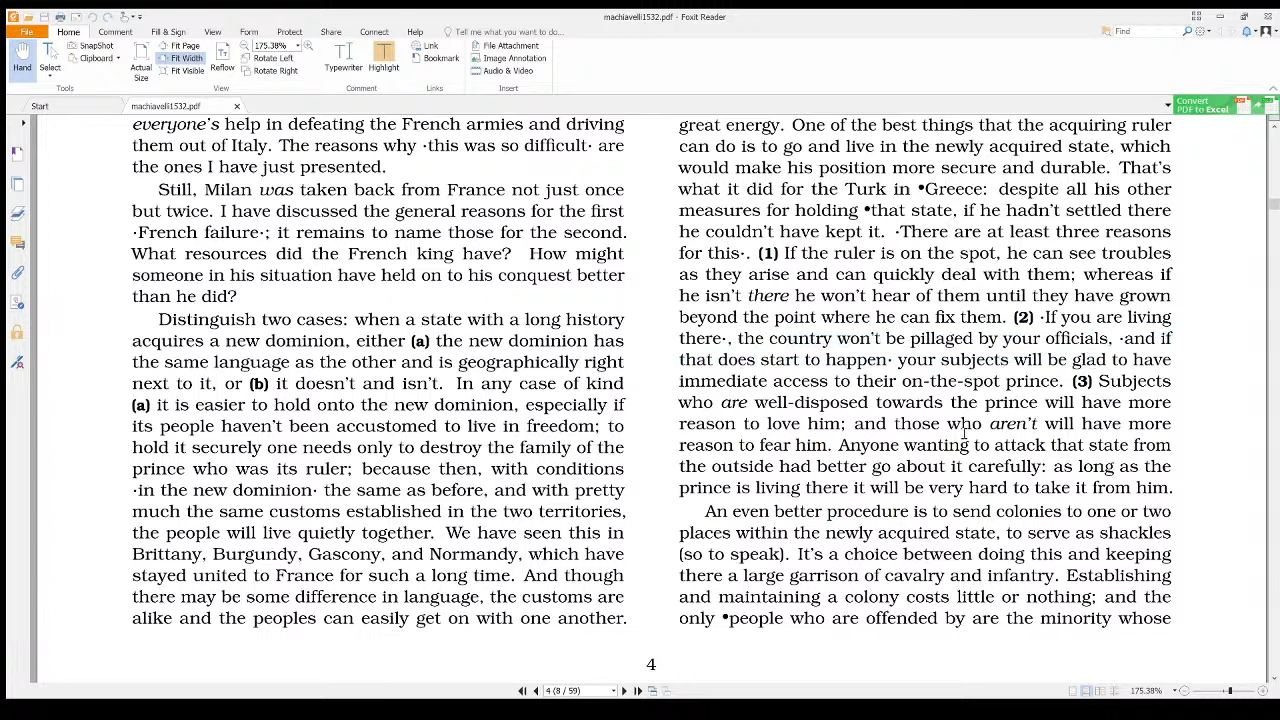 machiavelli1532.pdf - Foxit Reader
File Home Comment Fill & Sign View Form Protect Share Connect Help Tell me what you want to do... Find
Hand
Select
SnapShot
Clipboard
Actual Size
Fit Page
Fit Width
Fit Visible
Reflow
175.38%
Rotate Left
Rotate Right
Typewriter
Highlight
Link
Bookmark
File Attachment
Image Annotation
Audio & Video
Tools View Comment Links Insert
Start machiavelli1532.pdf
Convert
PDF to Excel
everyone's help in defeating the French armies and driving
them out of Italy. The reasons why ·this was so difficult· are
the ones I have just presented.
Still, Milan was taken back from France not just once
but twice. I have discussed the general reasons for the first
·French failure·; it remains to name those for the second.
What resources did the French king have? How might
someone in his situation have held on to his conquest better
than he did?
Distinguish two cases: when a state with a long history
acquires a new dominion, either (a) the new dominion has
the same language as the other and is geographically right
next to it, or (b) it doesn't and isn't. In any case of kind
(a) it is easier to hold onto the new dominion, especially if
its people haven't been accustomed to live in freedom; to
hold it securely one needs only to destroy the family of the
prince who was its ruler; because then, with conditions
·in the new dominion· the same as before, and with pretty
much the same customs established in the two territories,
the people will live quietly together. We have seen this in
Brittany, Burgundy, Gascony, and Normandy, which have
stayed united to France for such a long time. And though
there may be some difference in language, the customs are
alike and the peoples can easily get on with one another.
great energy. One of the best things that the acquiring ruler
can do is to go and live in the newly acquired state, which
would make his position more secure and durable. That's
what it did for the Turk in •Greece: despite all his other
measures for holding •that state, if he hadn't settled there
he couldn't have kept it. ·There are at least three reasons
for this·. (1) If the ruler is on the spot, he can see troubles
as they arise and can quickly deal with them; whereas if
he isn't there he won't hear of them until they have grown
beyond the point where he can fix them. (2) ·If you are living
there·, the country won't be pillaged by your officials, ·and if
that does start to happen· your subjects will be glad to have
immediate access to their on-the-spot prince. (3) Subjects
who are well-disposed towards the prince will have more
reason to love him; and those who aren't will have more
reason to fear him. Anyone wanting to attack that state from
the outside had better go about it carefully: as long as the
prince is living there it will be very hard to take it from him.
An even better procedure is to send colonies to one or two
places within the newly acquired state, to serve as shackles
(so to speak). It's a choice between doing this and keeping
there a large garrison of cavalry and infantry. Establishing
and maintaining a colony costs little or nothing; and the
only •people who are offended by are the minority whose
4
4 (8 / 59)
175.38%